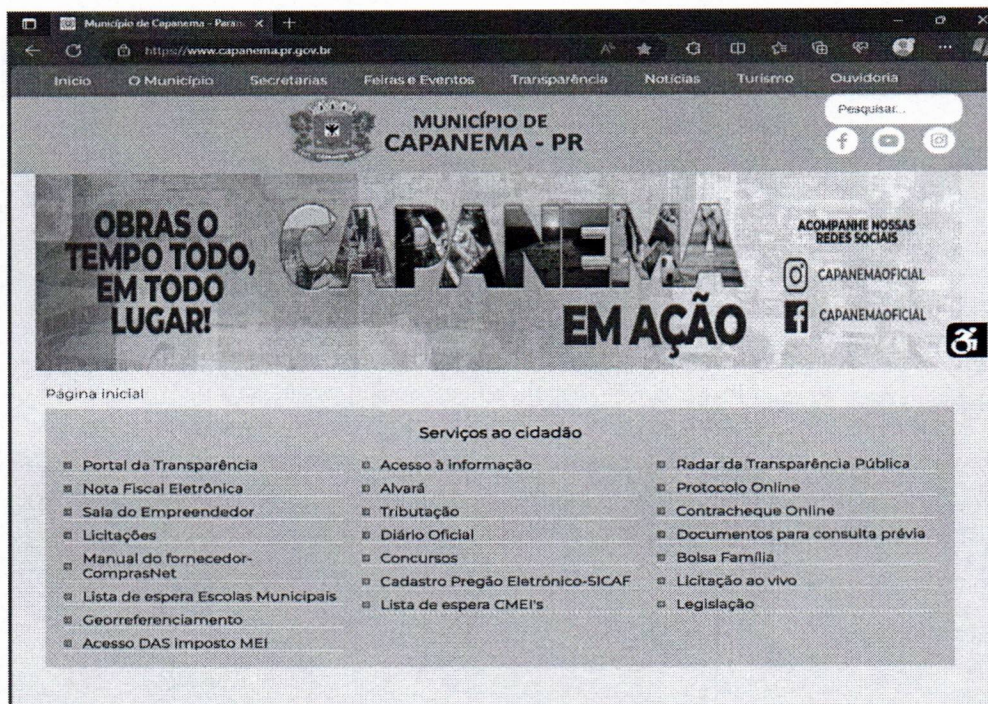 Município de Capanema - Paran
https://www.capanema.pr.gov.br
Início O Município Secretarias Feiras e Eventos Transparência Notícias Turismo Ouvidoria
MUNICÍPIO DE
CAPANEMA - PR
Pesquisar...
OBRAS O
TEMPO TODO,
EM TODO
LUGAR!
CAPANEMA
EM AÇÃO
ACOMPANHE NOSSAS
REDES SOCIAIS
CAPANEMAOFICIAL
CAPANEMAOFICIAL
Página inicial
Serviços ao cidadão
Portal da Transparência
Nota Fiscal Eletrônica
Sala do Empreendedor
Licitações
Manual do fornecedor-
ComprasNet
Lista de espera Escolas Municipais
Georreferenciamento
Acesso DAS imposto MEI
Acesso à informação
Alvará
Tributação
Diário Oficial
Concursos
Cadastro Pregão Eletrônico-SICAF
Lista de espera CMEI's
Radar da Transparência Pública
Protocolo Online
Contracheque Online
Documentos para consulta prévia
Bolsa Família
Licitação ao vivo
Legislação